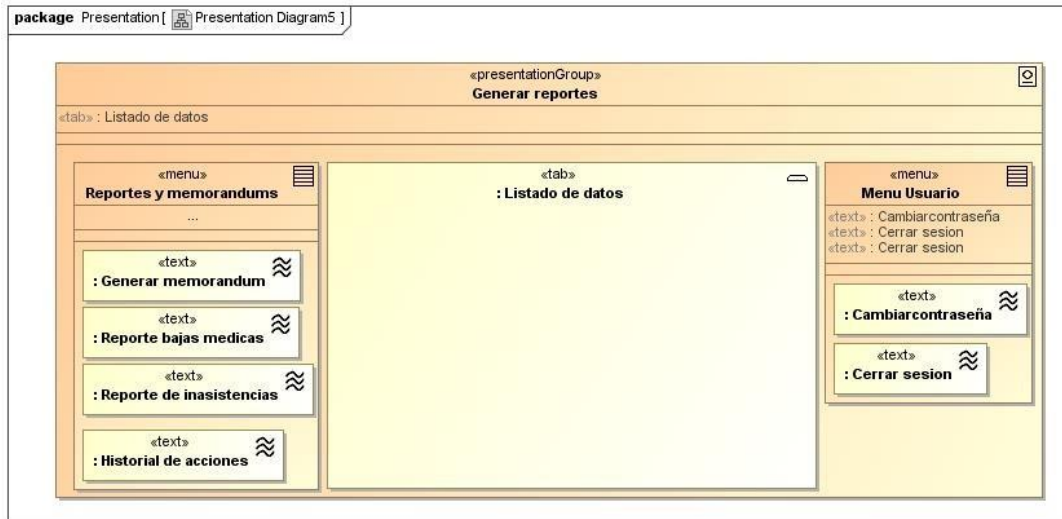 package Presentation [ Presentation Diagram5 ]
«presentationGroup»
Generar reportes
«tab» : Listado de datos
«menu»
Reportes y memorandums
...
«text»
: Generar memorandum
«text»
: Reporte bajas medicas
«text»
: Reporte de inasistencias
«text»
: Historial de acciones
«tab»
: Listado de datos
«menu»
Menu Usuario
«text» : Cambiarcontraseña
«text» : Cerrar sesion
«text» : Cerrar sesion
«text»
: Cambiarcontraseña
«text»
: Cerrar sesion